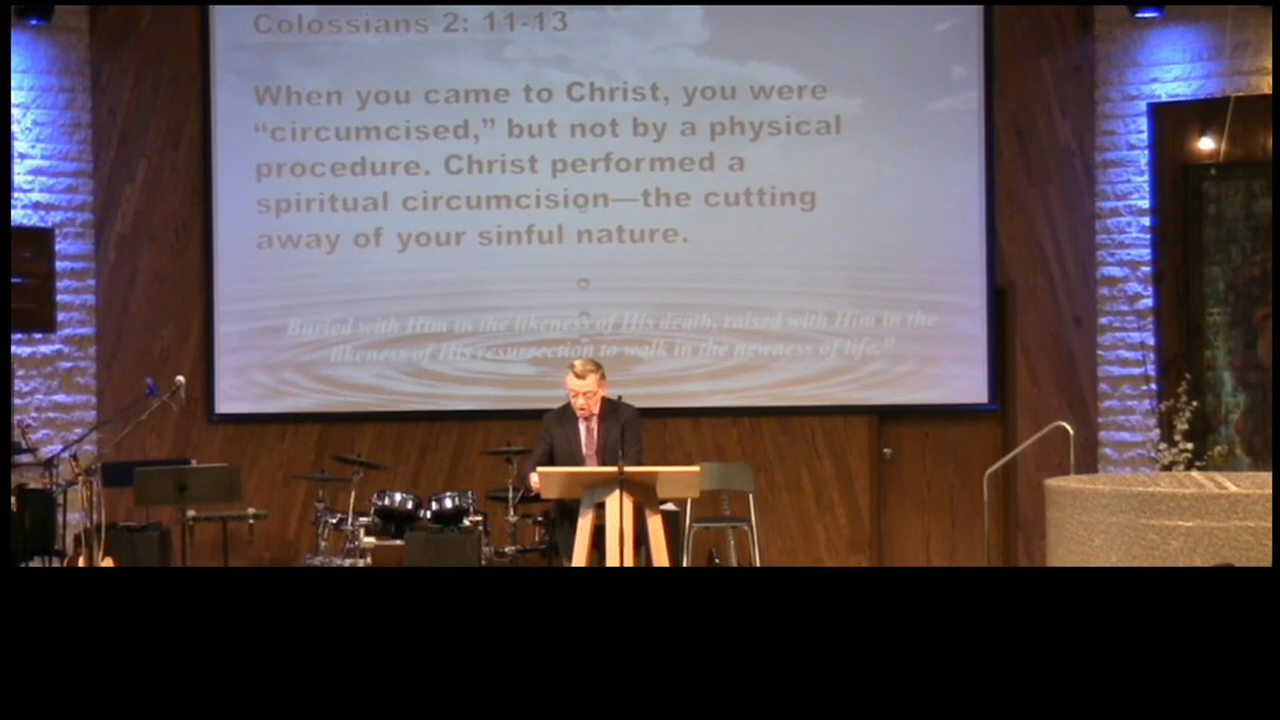 Colossians 2: 11-13
When you came to Christ, you were
“circumcised,” but not by a physical
procedure. Christ performed a
spiritual circumcision—the cutting
away of your sinful nature.
Buried with Him in the likeness of His death, raised with Him in the
likeness of His resurrection to walk in the newness of life."